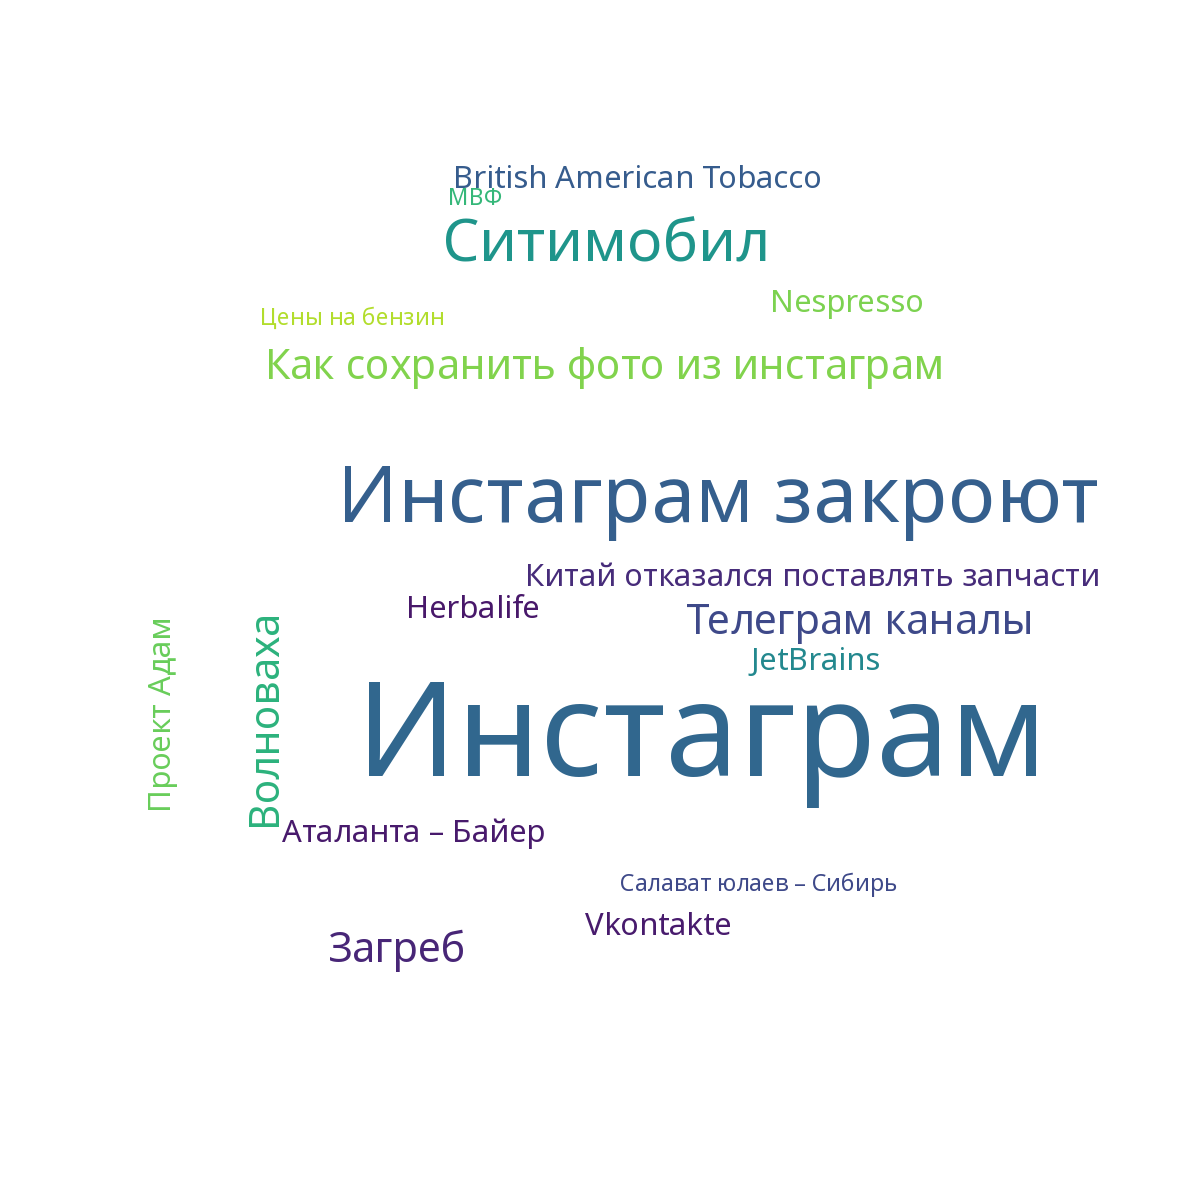 British American Tobacco
МВФ
Ситимобил
Nespresso
Цены на бензин
Как сохранить фото из инстаграм
Инстаграм закроют
Китай отказался поставлять запчасти
Herbalife
Телеграм каналы
JetBrains
Проект Адам
Волноваха
Инстаграм
Аталанта – Байер
Салават юлаев – Сибирь
Vkontakte
Загреб